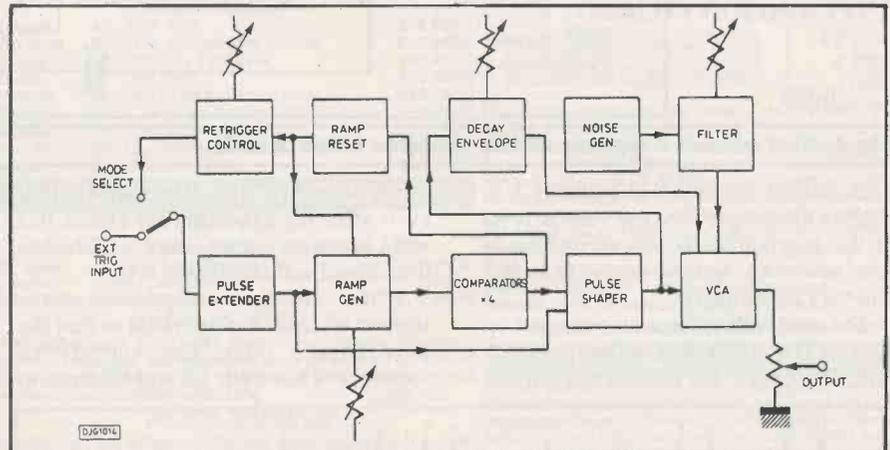 RETRIGGER
CONTROL
RAMP
RESET
DECAY
ENVELOPE
NOISE
GEN.
FILTER
MODE
SELECT
EXT
TRIG
INPUT
PULSE
EXTENDER
RAMP
GEN.
COMPARATORS
×4
PULSE
SHAPER
VCA
OUTPUT
DJG101G